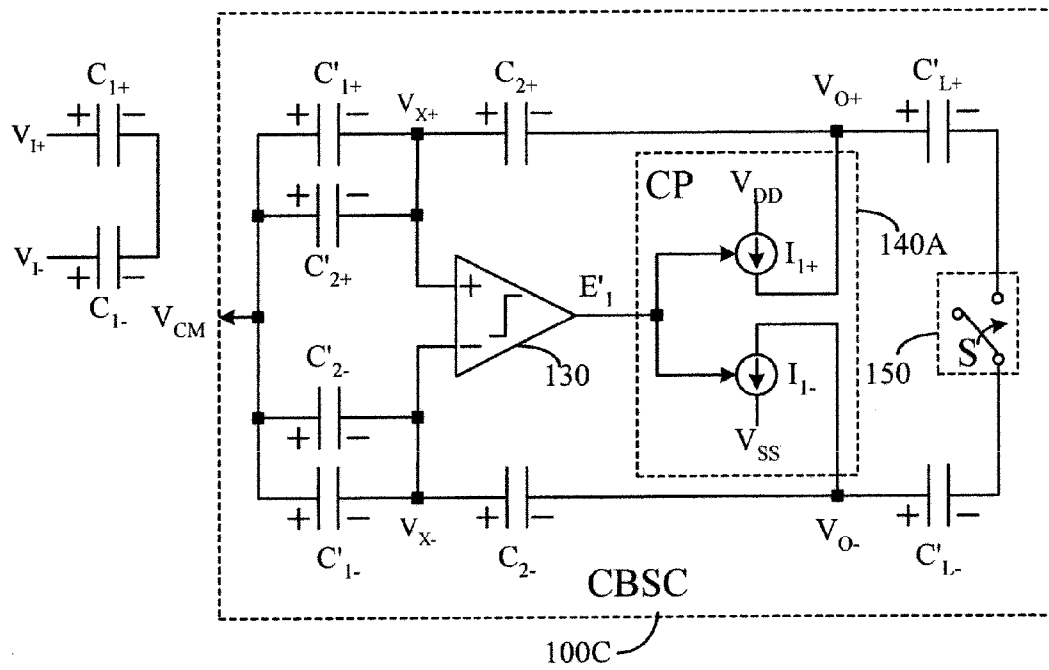 C1+
+ −
VI+
VI-
+ −
C1-
C'1+
+ −
VX+
C2+
+ −
VO+
C'L+
+ −
+ −
C'2+
CP
VDD
I1+
140A
VCM
+
−
E'1
130
S
150
C'2-
+ −
I1-
VSS
+ −
C'1-
VX-
+ −
C2-
VO-
+ −
C'L-
CBSC
100C